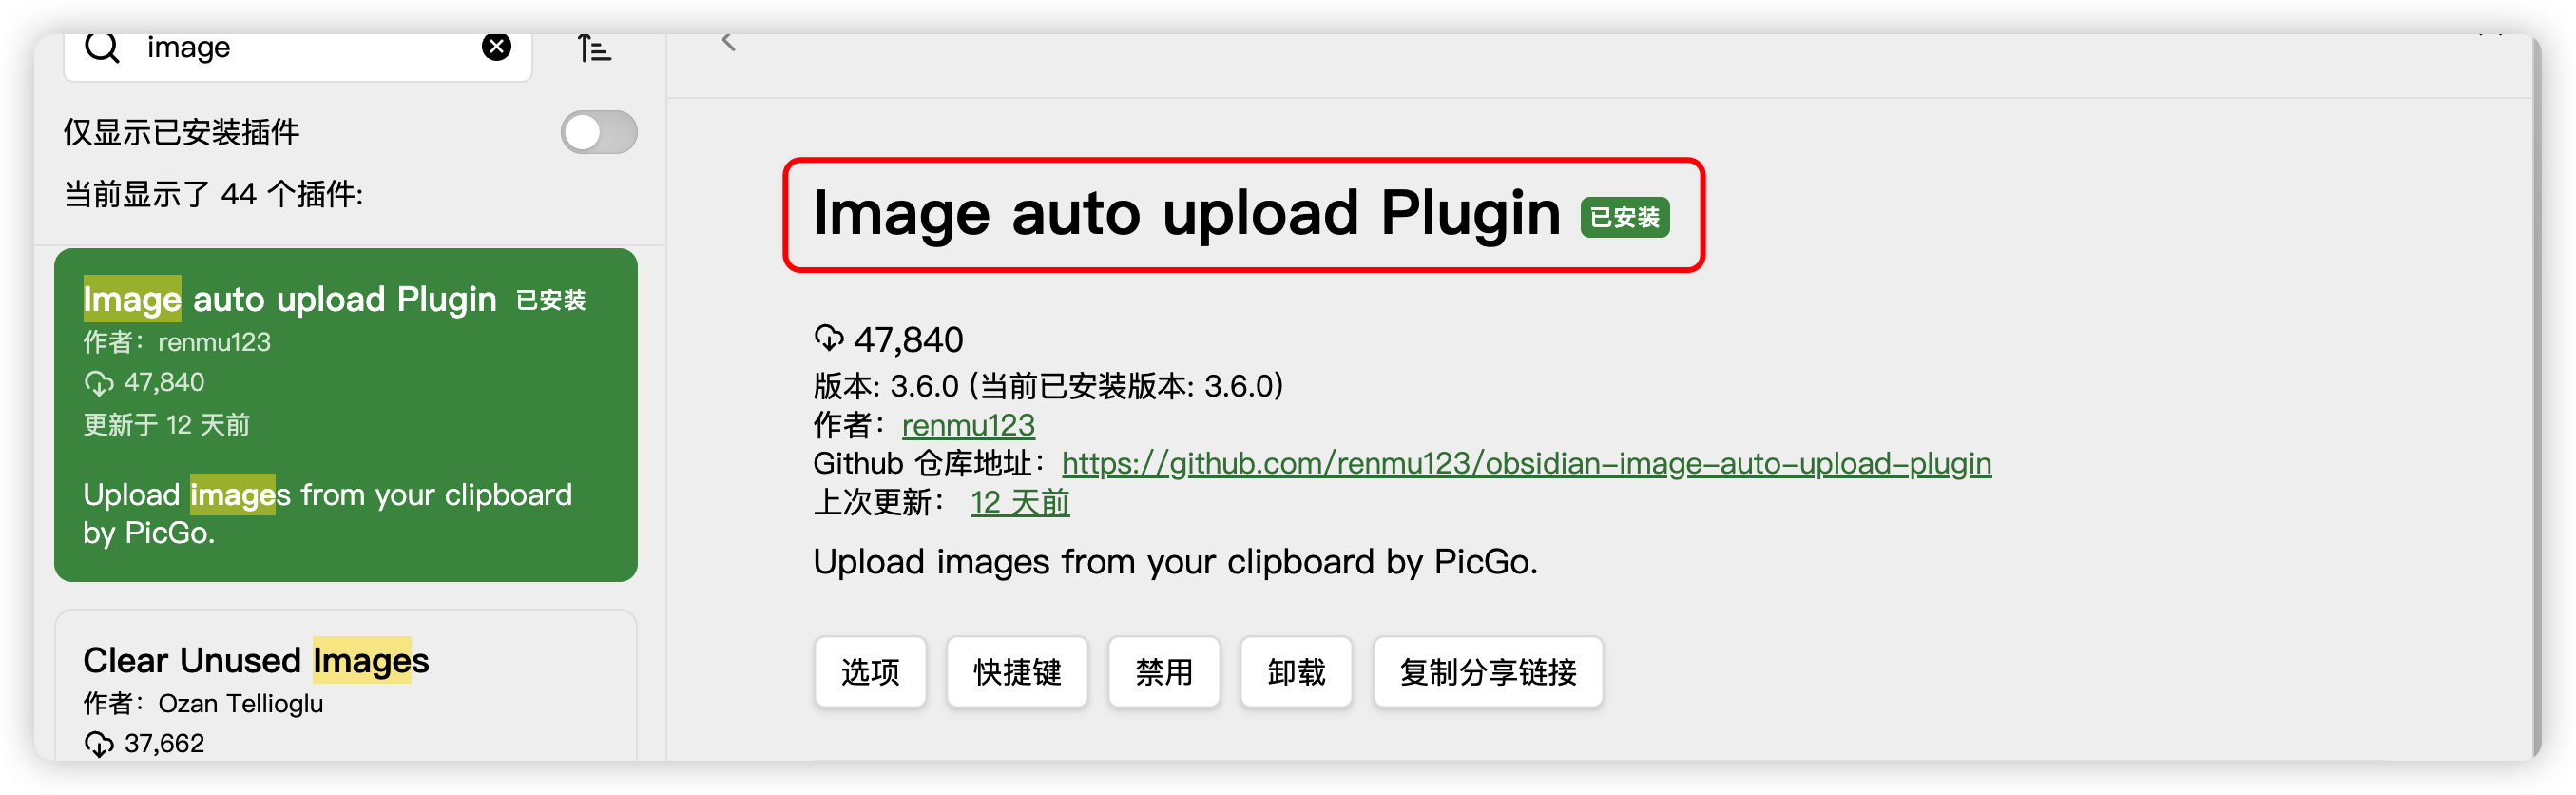 image
仅显示已安装插件
当前显示了 44 个插件:
Image auto upload Plugin 已安装
作者：renmu123
47,840
更新于 12 天前
Upload images from your clipboard
by PicGo.
Clear Unused Images
作者：Ozan Tellioglu
37,662
Image auto upload Plugin 已安装
47,840
版本: 3.6.0 (当前已安装版本: 3.6.0)
作者：renmu123
Github 仓库地址：https://github.com/renmu123/obsidian-image-auto-upload-plugin
上次更新： 12 天前
Upload images from your clipboard by PicGo.
选项 快捷键 禁用 卸载 复制分享链接